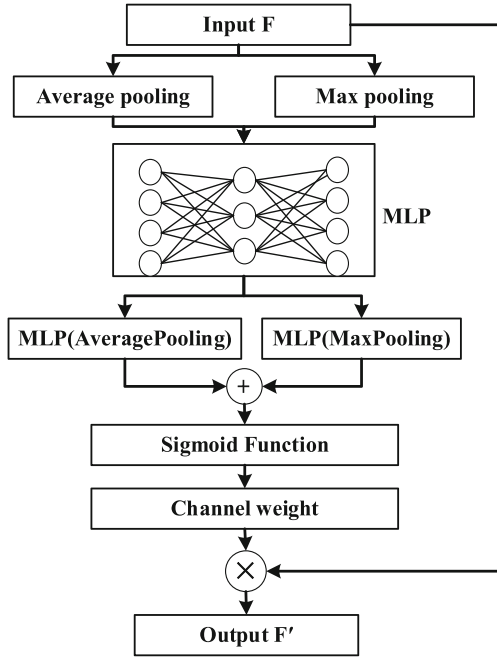 Input F
Average pooling
Max pooling
MLP
MLP(AveragePooling)
MLP(MaxPooling)
+
Sigmoid Function
Channel weight
×
Output F′